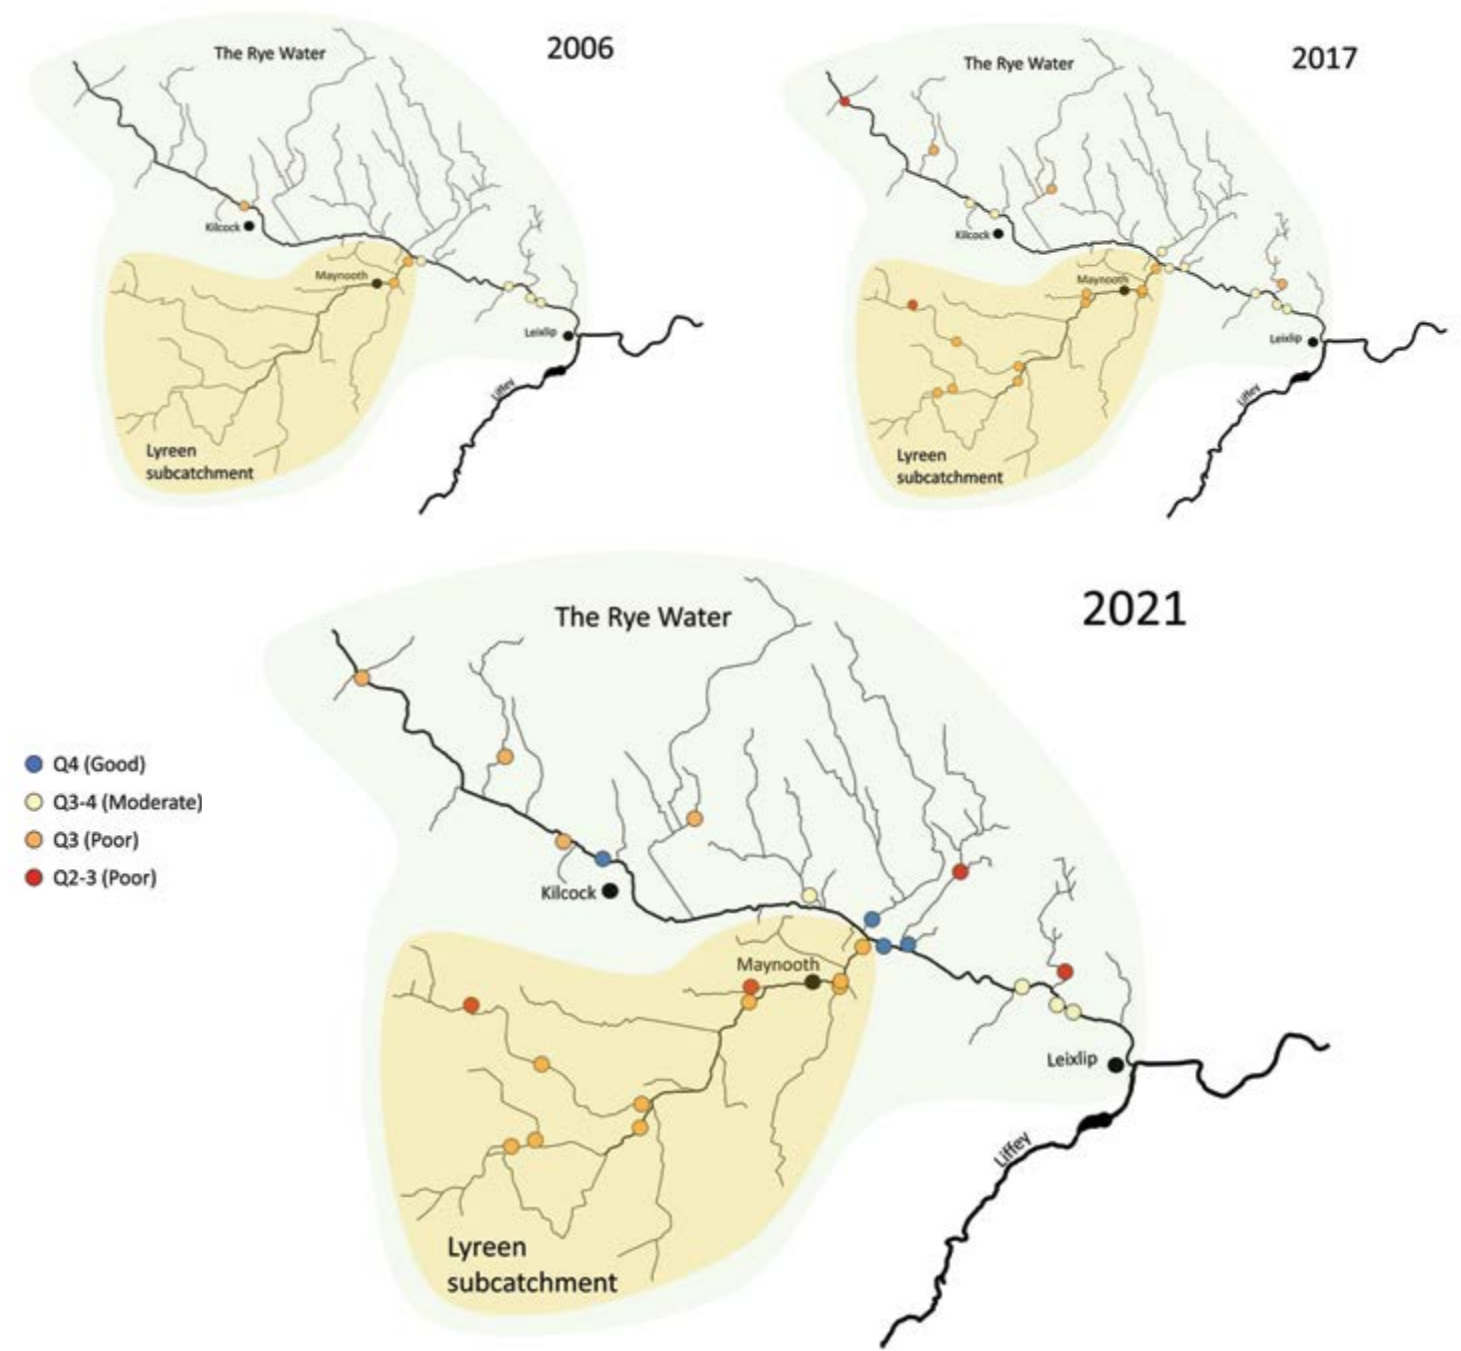 The Rye Water
2006
Kilcock
Maynooth
Leixlip
Liffey
Lyreen
subcatchment
The Rye Water
2017
Kilcock
Maynooth
Leixlip
Liffey
Lyreen
subcatchment
The Rye Water
2021
Q4 (Good)
Q3-4 (Moderate)
Q3 (Poor)
Q2-3 (Poor)
Kilcock
Maynooth
Leixlip
Liffey
Lyreen
subcatchment